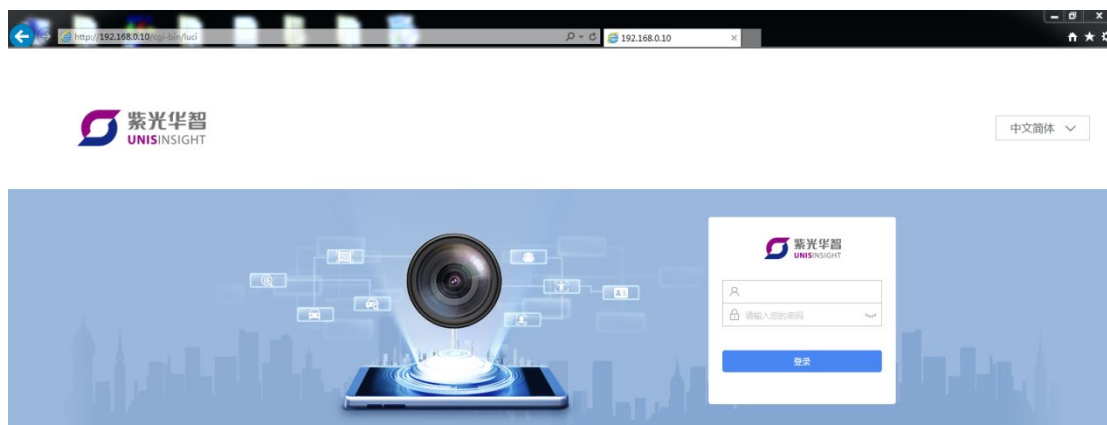 http://192.168.0.10/cgi-bin/luci
192.168.0.10
紫光华智
UNISINSIGHT
中文简体
紫光华智
UNISINSIGHT
请输入您的密码
登录